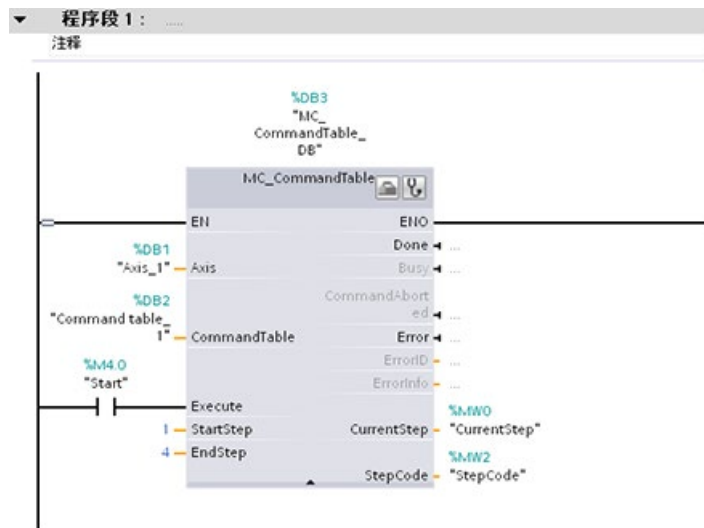 程序段 1： .....
注释
%DB3
"MC_
CommandTable_
DB"
MC_CommandTable
EN
ENO
Done ...
%DB1
"Axis_1"
Axis
Busy ...
%DB2
"Command table_
1"
CommandTable
CommandAbort
ed ...
Error ...
ErrorID ...
ErrorInfo ...
%M4.0
"Start"
Execute
1 StartStep
CurrentStep
%MW0
"CurrentStep"
4 EndStep
StepCode
%MW2
"StepCode"